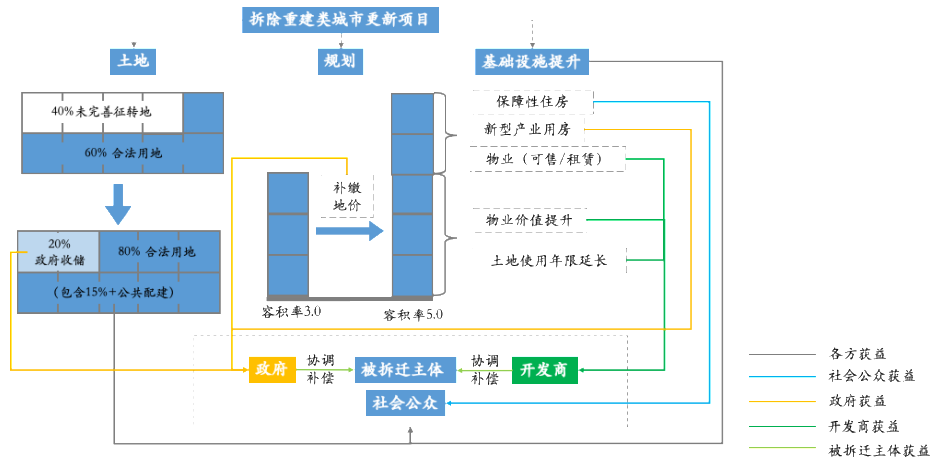 拆除重建类城市更新项目
土地
规划
基础设施提升
40%未完善征转地
60% 合法用地
20%
政府收储
80% 合法用地
(包含15%+公共配建)
补缴
地价
容积率3.0
容积率5.0
保障性住房
新型产业用房
物业（可售/租赁）
物业价值提升
土地使用年限延长
政府
协调
补偿
被拆迁主体
协调
补偿
开发商
社会公众
各方获益
社会公众获益
政府获益
开发商获益
被拆迁主体获益